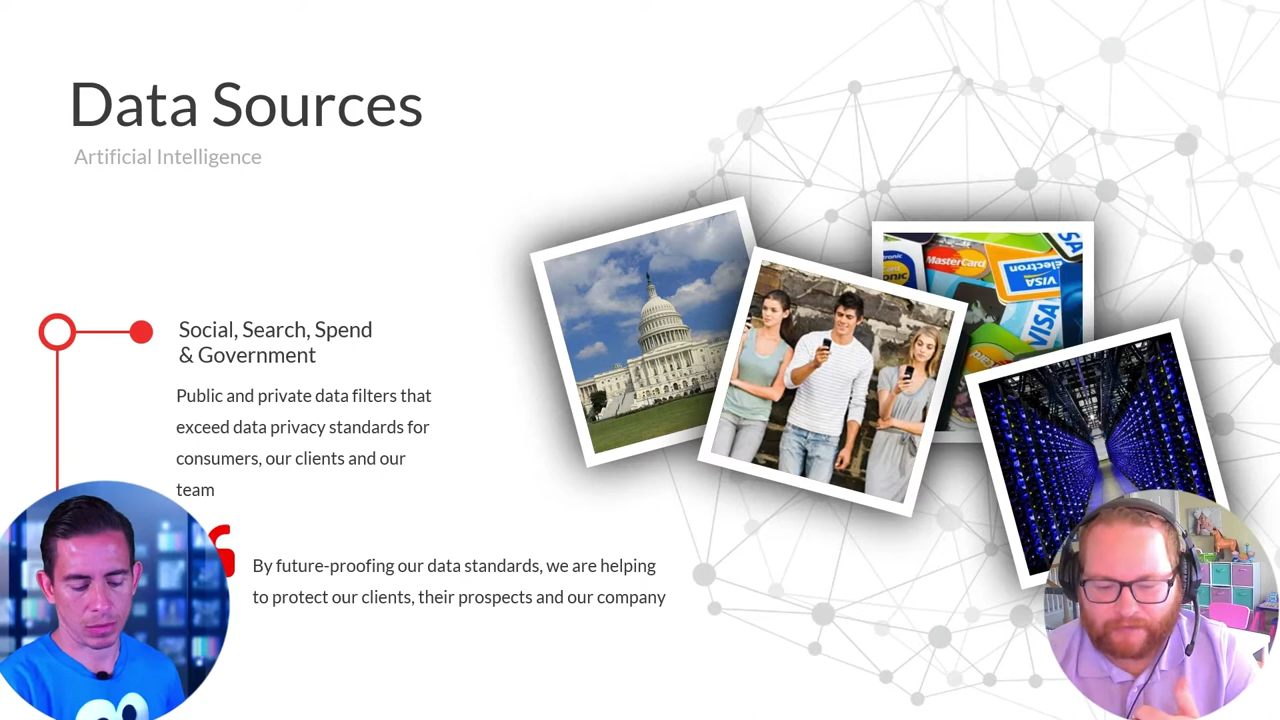 Data Sources
Artificial Intelligence
Social, Search, Spend
& Government
Public and private data filters that
exceed data privacy standards for
consumers, our clients and our
team
By future-proofing our data standards, we are helping
to protect our clients, their prospects and our company
MasterCard
VISA
Electron
VISA